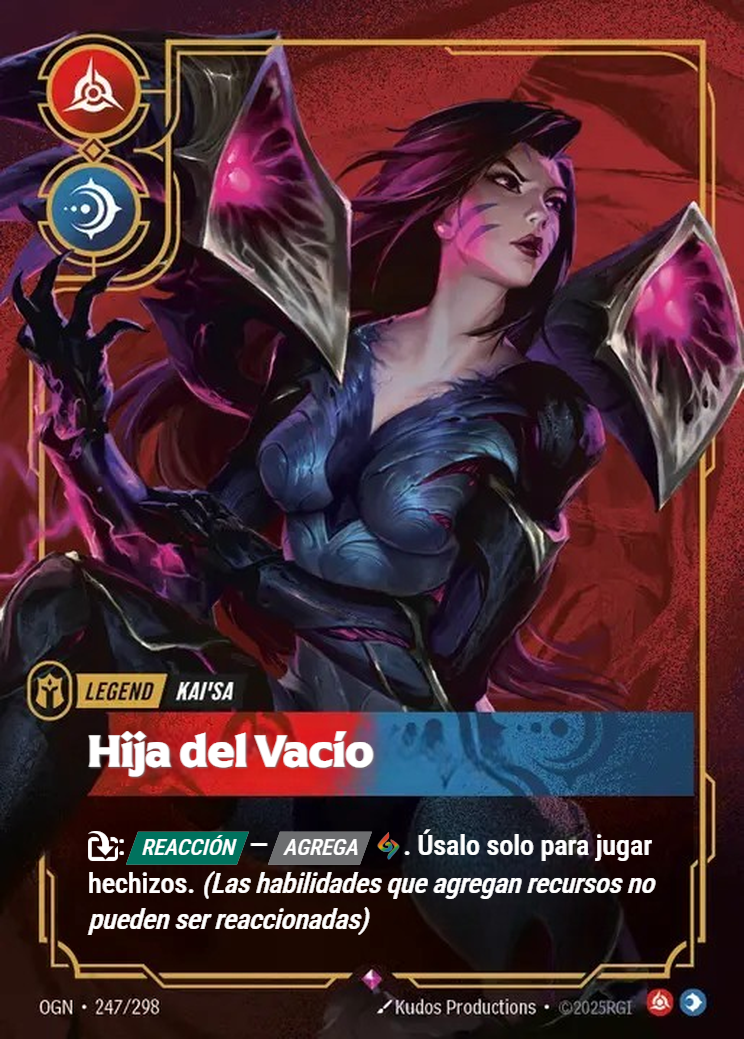 LEGEND KAI'SA
Hija del Vacío
: REACCIÓN — AGREGA . Úsalo solo para jugar
hechizos. (Las habilidades que agregan recursos no
pueden ser reaccionadas)
OGN • 247/298 Kudos Productions • ©2025RGI